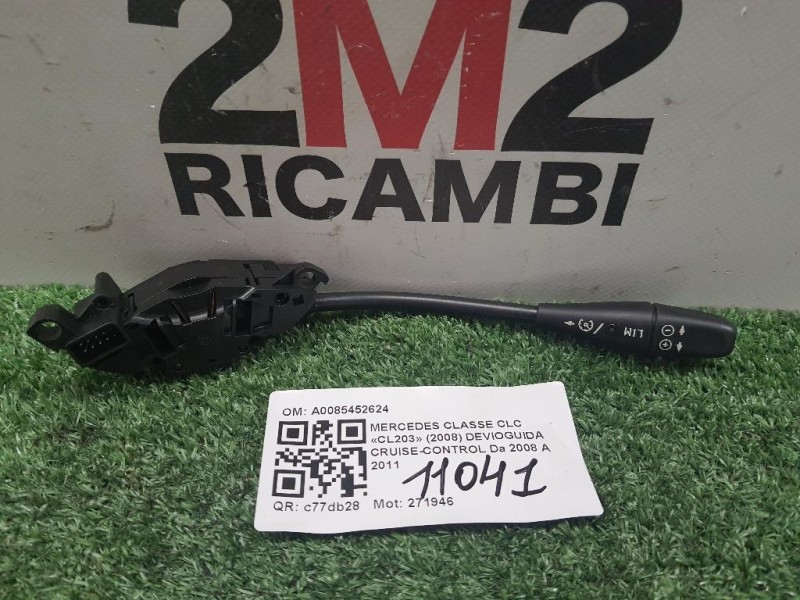 2M2
RICAMBI
LIM
OM: A0085452624
MERCEDES CLASSE CLC
«CL203» (2008) DEVIOGUIDA
CRUISE-CONTROL Da 2008 A
2011
11041
QR: c77db28 Mot: 271946